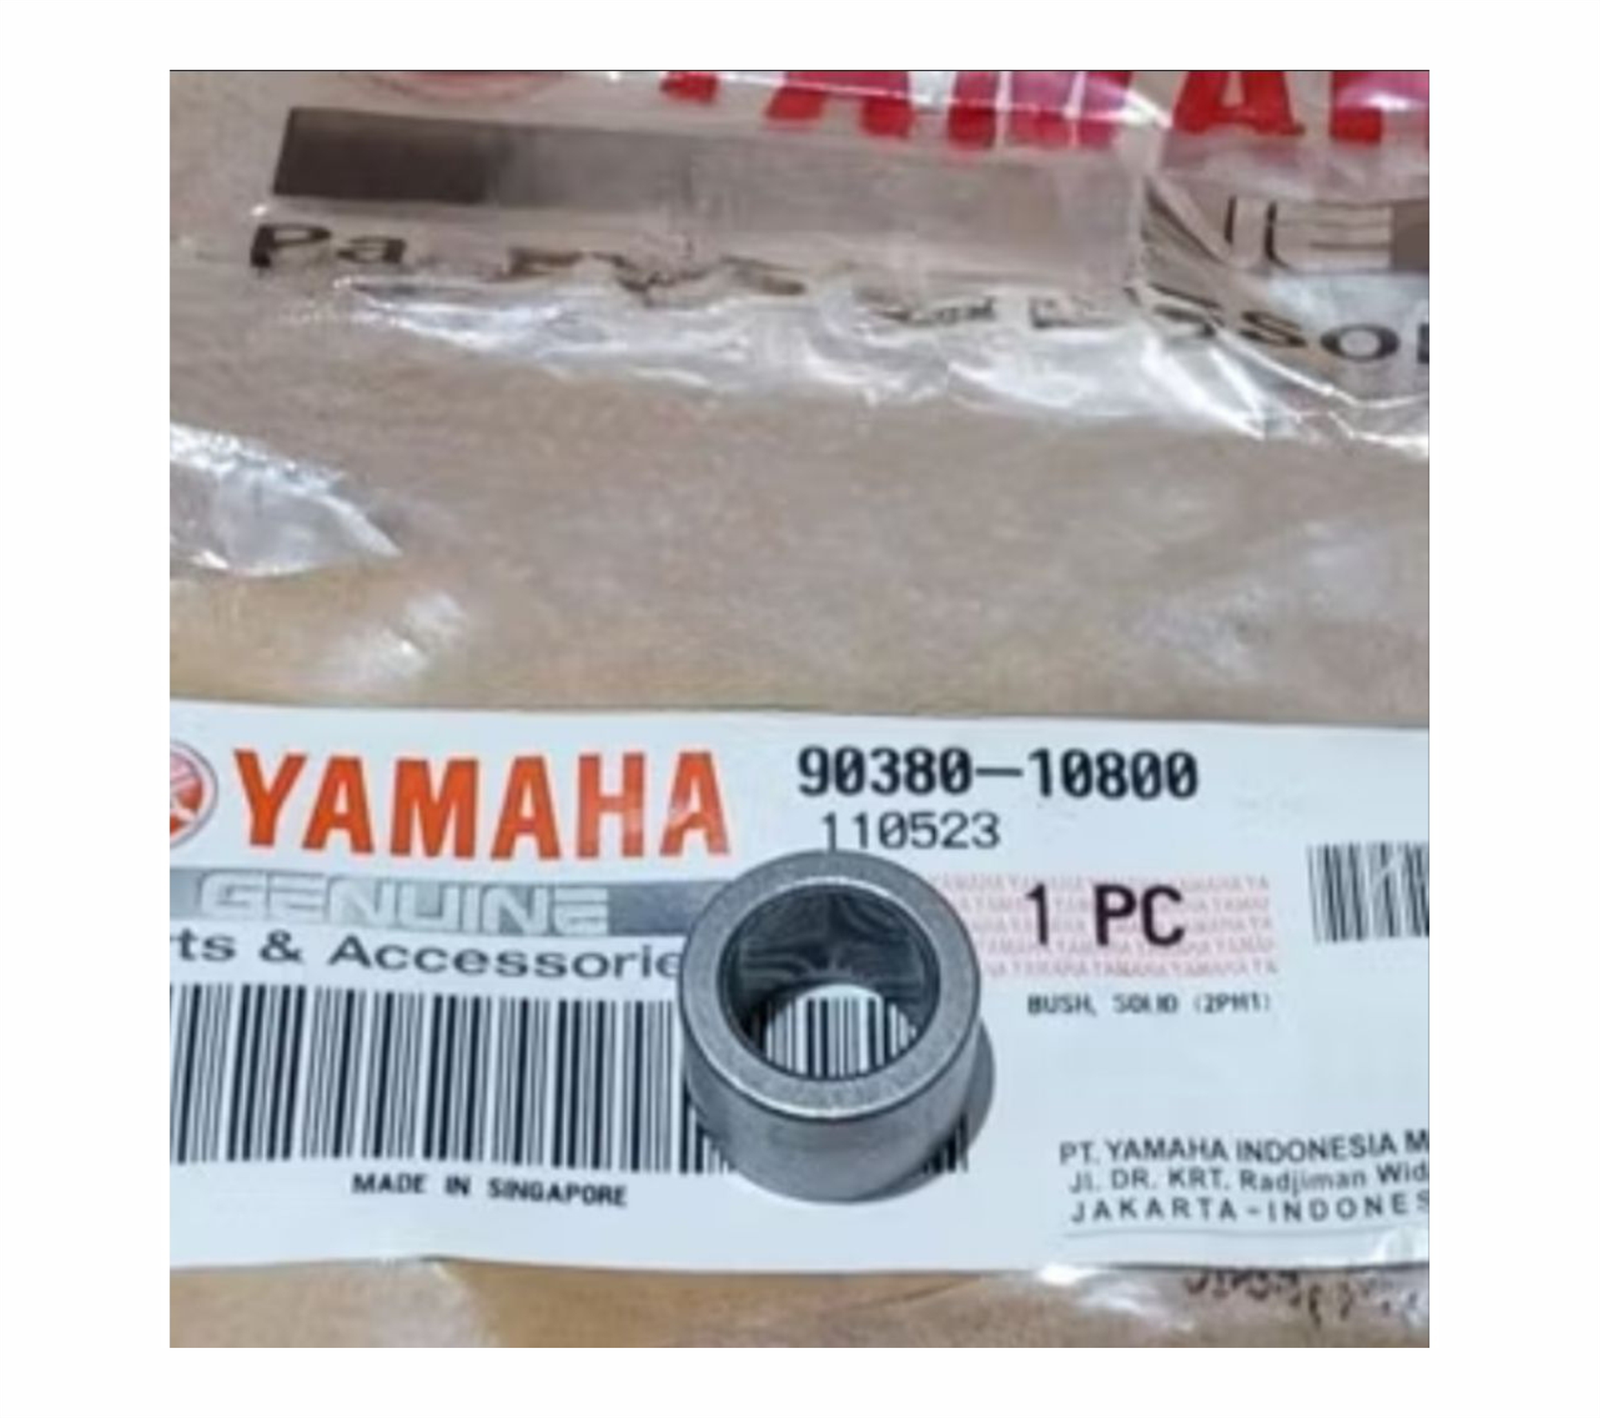 YAMAHA
90380-10800
110523
GENUINE
1 PC
ts & Accessorie
BUSH, SOLID (2PH1)
MADE IN SINGAPORE
PT. YAMAHA INDONESIA M
Jl. DR. KRT. Radjiman Wid
JAKARTA-INDONES